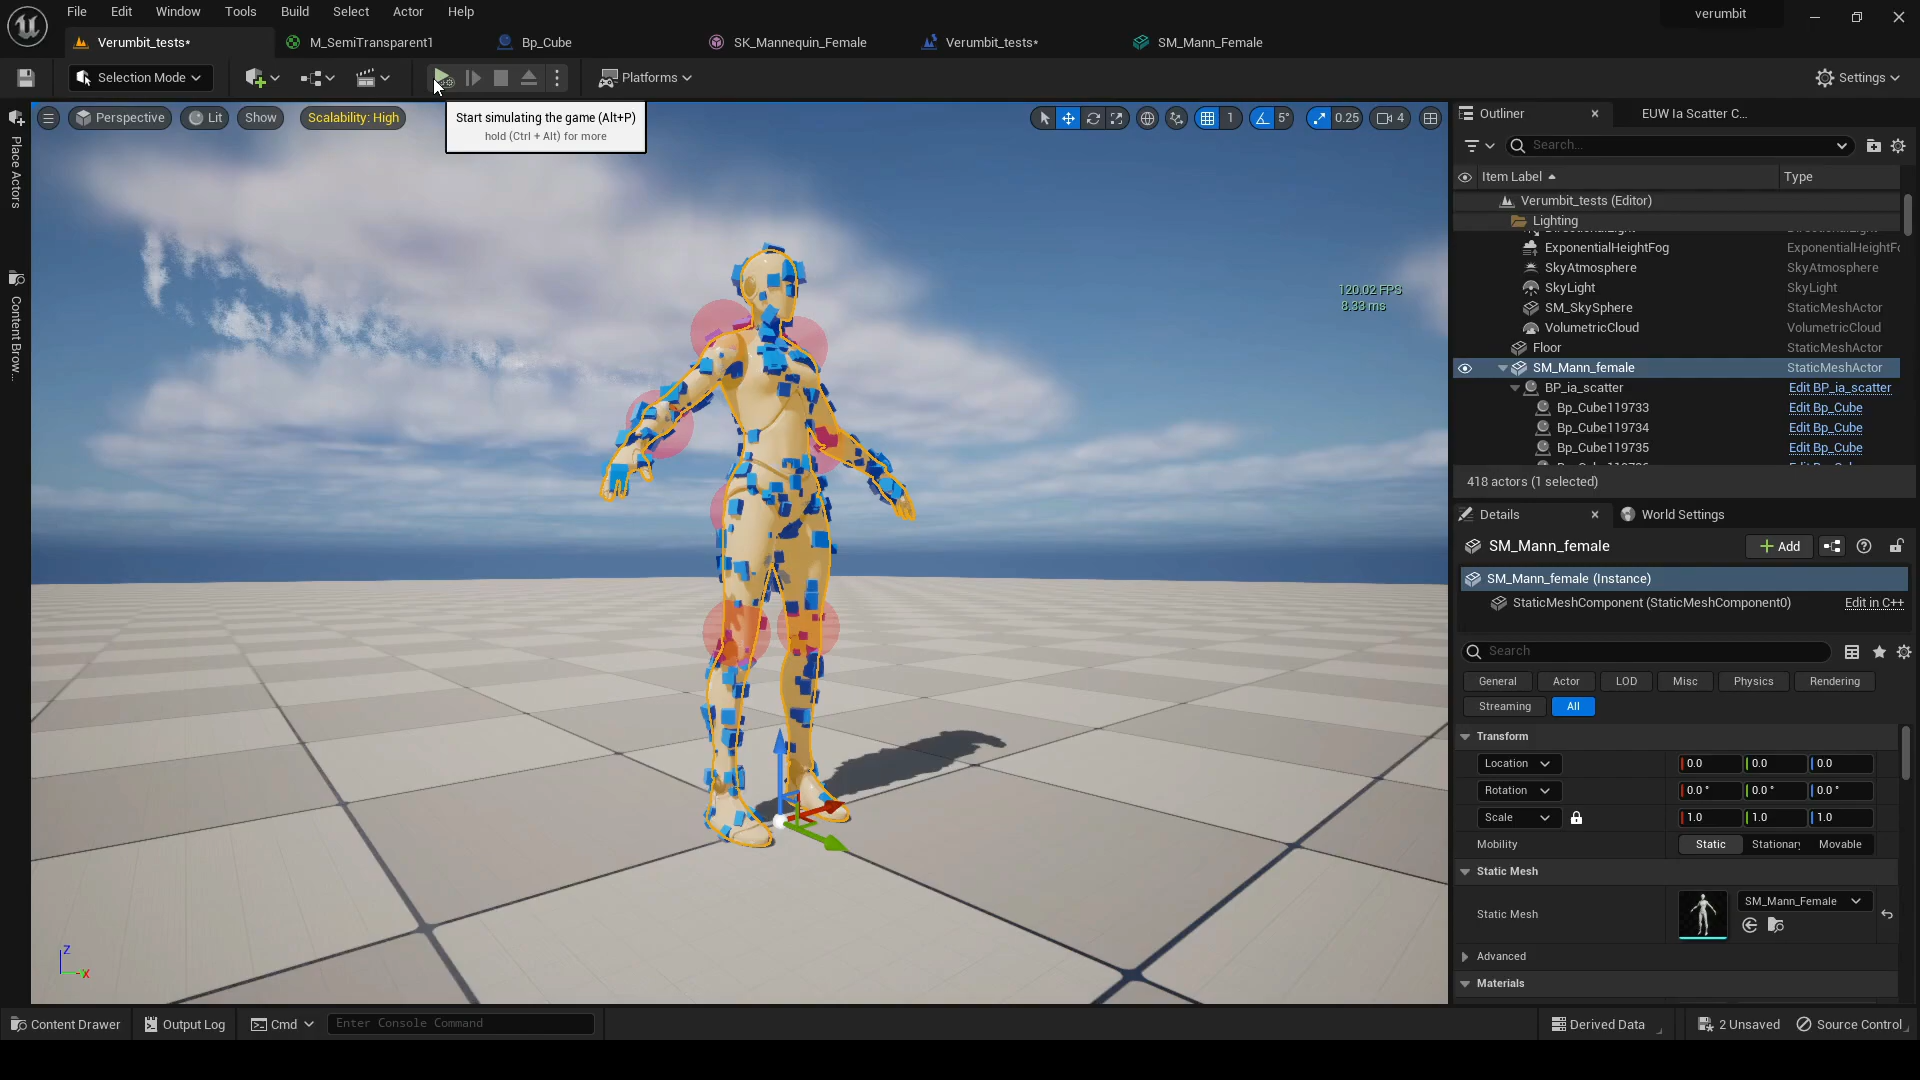 File Edit Window Tools Build Select Actor Help
verumbit
Verumbit_tests* M_SemiTransparent1 Bp_Cube SK_Mannequin_Female Verumbit_tests* SM_Mann_Female
Selection Mode Platforms Settings
Start simulating the game (Alt+P)
hold (Ctrl + Alt) for more
Perspective Lit Show Scalability: High
1 5° 0.25 4
Place Actors
Content Brow...
120.02 FPS
8.33 ms
Outliner EUW Ia Scatter C...
Search...
Item Label Type
Verumbit_tests (Editor)
Lighting
ExponentialHeightFog ExponentialHeightFo
SkyAtmosphere SkyAtmosphere
SkyLight SkyLight
SM_SkySphere StaticMeshActor
VolumetricCloud VolumetricCloud
Floor StaticMeshActor
SM_Mann_female StaticMeshActor
BP_ia_scatter Edit BP_ia_scatter
Bp_Cube119733 Edit Bp_Cube
Bp_Cube119734 Edit Bp_Cube
Bp_Cube119735 Edit Bp_Cube
418 actors (1 selected)
Details World Settings
SM_Mann_female + Add
SM_Mann_female (Instance)
StaticMeshComponent (StaticMeshComponent0) Edit in C++
Search
General Actor LOD Misc Physics Rendering
Streaming All
Transform
Location 0.0 0.0 0.0
Rotation 0.0 ° 0.0 ° 0.0 °
Scale 1.0 1.0 1.0
Mobility Static Stationary Movable
Static Mesh
Static Mesh SM_Mann_Female
Advanced
Materials
Z
X
Content Drawer Output Log Cmd Enter Console Command Derived Data 2 Unsaved Source Control